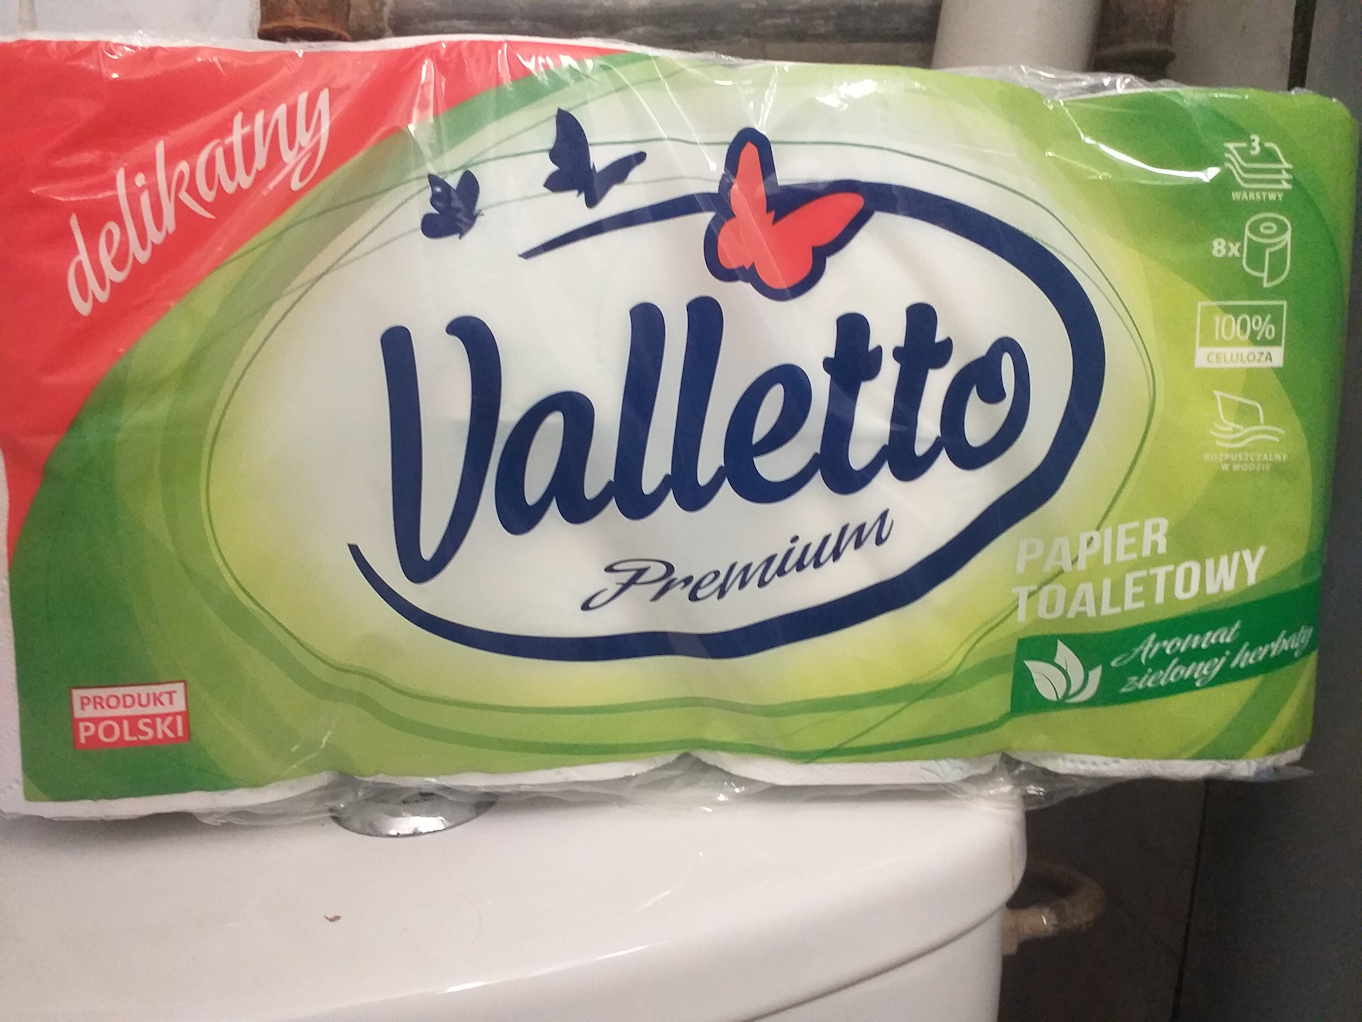 delikatny
Valletto
Premium
3
WARSTWY
8x
100%
CELULOZA
ROZPUSZCZALNY
W WODZIE
PAPIER
TOALETOWY
Aromat
zielonej herbaty
PRODUKT
POLSKI